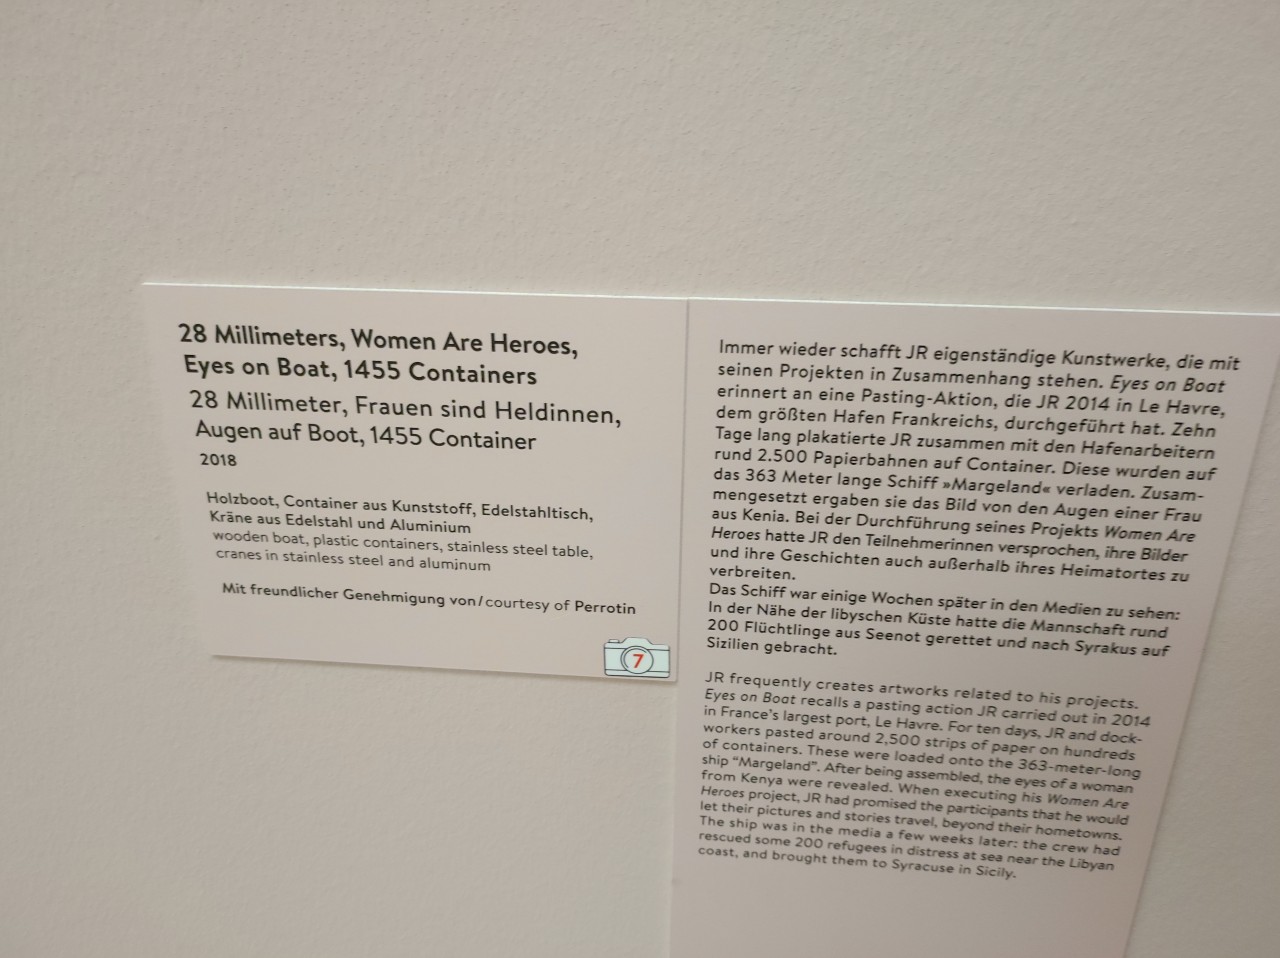 28 Millimeters, Women Are Heroes,
Eyes on Boat, 1455 Containers
28 Millimeter, Frauen sind Heldinnen,
Augen auf Boot, 1455 Container
2018
Holzboot, Container aus Kunststoff, Edelstahltisch,
Kräne aus Edelstahl und Aluminium
wooden boat, plastic containers, stainless steel table,
cranes in stainless steel and aluminum
Mit freundlicher Genehmigung von/courtesy of Perrotin
7
Immer wieder schafft JR eigenständige Kunstwerke, die mit
seinen Projekten in Zusammenhang stehen. Eyes on Boat
erinnert an eine Pasting-Aktion, die JR 2014 in Le Havre,
dem größten Hafen Frankreichs, durchgeführt hat. Zehn
Tage lang plakatierte JR zusammen mit den Hafenarbeitern
rund 2.500 Papierbahnen auf Container. Diese wurden auf
das 363 Meter lange Schiff »Margeland« verladen. Zusam-
mengesetzt ergaben sie das Bild von den Augen einer Frau
aus Kenia. Bei der Durchführung seines Projekts Women Are
Heroes hatte JR den Teilnehmerinnen versprochen, ihre Bilder
und ihre Geschichten auch außerhalb ihres Heimatortes zu
verbreiten.
Das Schiff war einige Wochen später in den Medien zu sehen:
In der Nähe der libyschen Küste hatte die Mannschaft rund
200 Flüchtlinge aus Seenot gerettet und nach Syrakus auf
Sizilien gebracht.
JR frequently creates artworks related to his projects.
Eyes on Boat recalls a pasting action JR carried out in 2014
in France's largest port, Le Havre. For ten days, JR and dock-
workers pasted around 2,500 strips of paper on hundreds
of containers. These were loaded onto the 363-meter-long
ship “Margeland”. After being assembled, the eyes of a woman
from Kenya were revealed. When executing his Women Are
Heroes project, JR had promised the participants that he would
let their pictures and stories travel, beyond their hometowns.
The ship was in the media a few weeks later: the crew had
rescued some 200 refugees in distress at sea near the Libyan
coast, and brought them to Syracuse in Sicily.